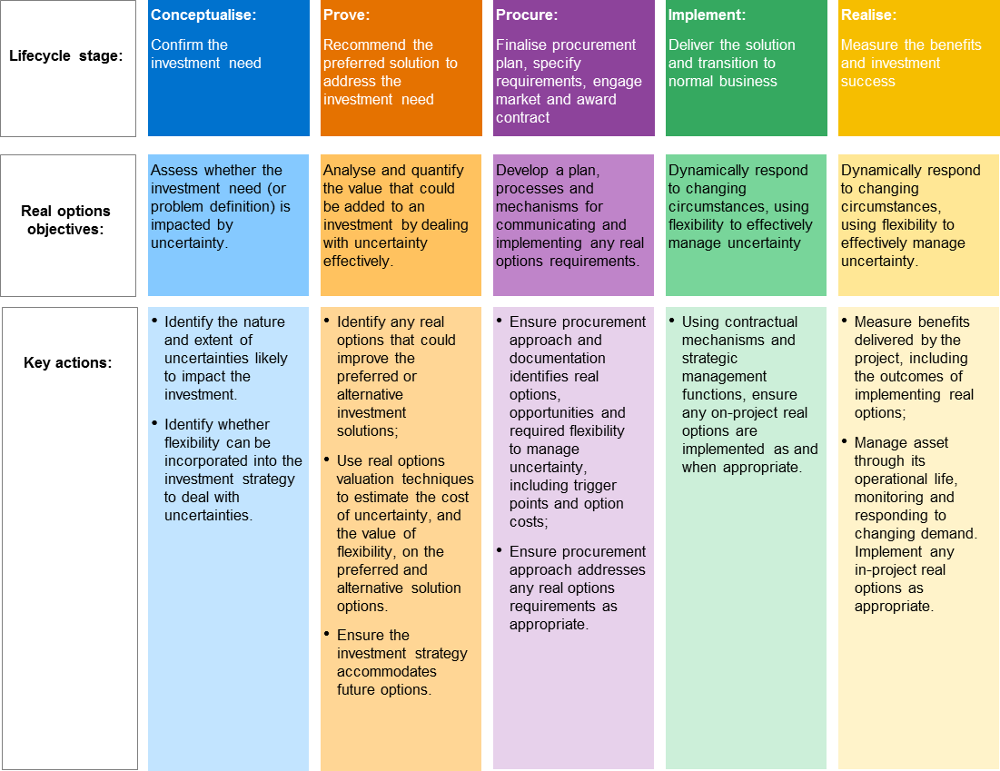 Lifecycle stage:
Conceptualise:
Confirm the
investment need
Prove:
Recommend the
preferred solution to
address the
investment need
Procure:
Finalise procurement
plan, specify
requirements, engage
market and award
contract
Implement:
Deliver the solution
and transition to
normal business
Realise:
Measure the benefits
and investment
success
Real options
objectives:
Assess whether the
investment need (or
problem definition) is
impacted by
uncertainty.
Analyse and quantify
the value that could
be added to an
investment by dealing
with uncertainty
effectively.
Develop a plan,
processes and
mechanisms for
communicating and
implementing any real
options requirements.
Dynamically respond
to changing
circumstances, using
flexibility to effectively
manage uncertainty
Dynamically respond
to changing
circumstances,
using flexibility to
effectively manage
uncertainty.
Key actions:
• Identify the nature
and extent of
uncertainties likely
to impact the
investment.
• Identify whether
flexibility can be
incorporated into the
investment strategy
to deal with
uncertainties.
• Identify any real
options that could
improve the
preferred or
alternative
investment
solutions;
• Use real options
valuation techniques
to estimate the cost
of uncertainty, and
the value of
flexibility, on the
preferred and
alternative solution
options.
• Ensure the
investment strategy
accommodates
future options.
• Ensure procurement
approach and
documentation
identifies real
options,
opportunities and
required flexibility
to manage
uncertainty,
including trigger
points and option
costs;
• Ensure procurement
approach addresses
any real options
requirements as
appropriate.
• Using contractual
mechanisms and
strategic
management
functions, ensure
any on-project real
options are
implemented as and
when appropriate.
• Measure benefits
delivered by the
project, including
the outcomes of
implementing real
options;
• Manage asset
through its
operational life,
monitoring and
responding to
changing demand.
Implement any
in-project real
options as
appropriate.